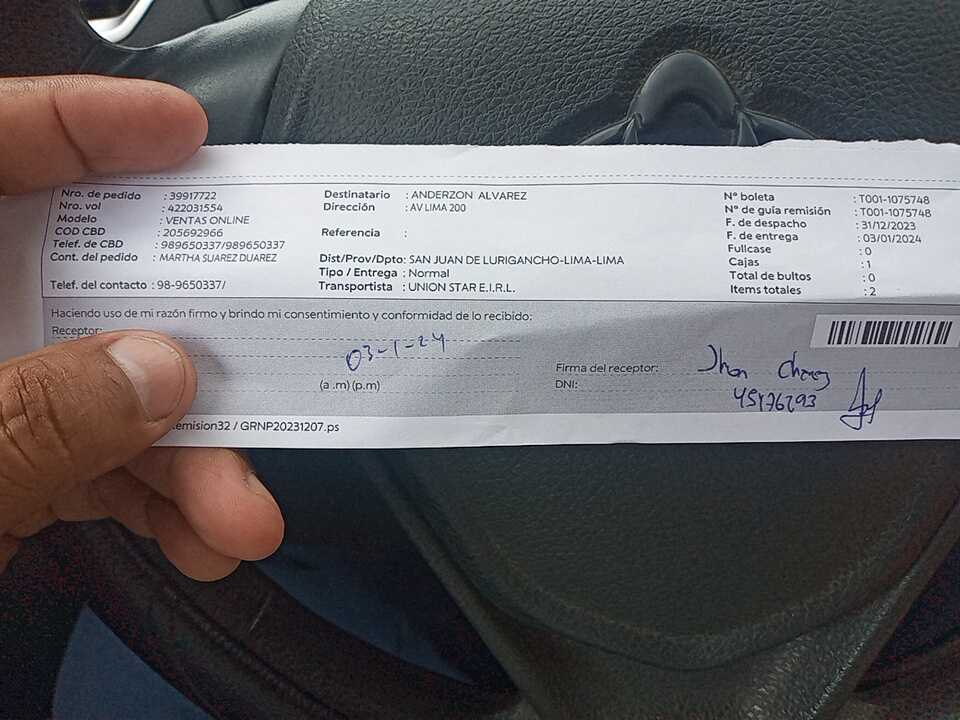 Nro. de pedido : 39917722
Nro. vol : 422031554
Modelo : VENTAS ONLINE
COD CBD : 205692966
Telef. de CBD : 989650337/989650337
Cont. del pedido : MARTHA SUAREZ DUAREZ
Telef. del contacto : 98-9650337/
Destinatario : ANDERZON ALVAREZ
Dirección : AV LIMA 200
Referencia :
Dist/Prov/Dpto: SAN JUAN DE LURIGANCHO-LIMA-LIMA
Tipo / Entrega : Normal
Transportista : UNION STAR E.I.R.L.
N° boleta : T001-1075748
N° de guía remisión : T001-1075748
F. de despacho : 31/12/2023
F. de entrega : 03/01/2024
Fullcase : 0
Cajas : 1
Total de bultos : 0
Items totales : 2
Haciendo uso de mi razón firmo y brindo mi consentimiento y conformidad de lo recibido:
Receptor:
03-1-24
(a .m) (p.m)
Firma del receptor: Jhon
DNI:
/ GRNP20231207.ps